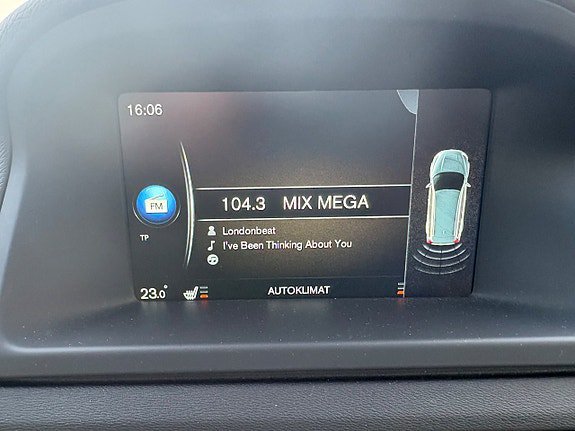 16:06
FM
104.3 MIX MEGA
TP
Londonbeat
I've Been Thinking About You
23.0° AUTOKLIMAT